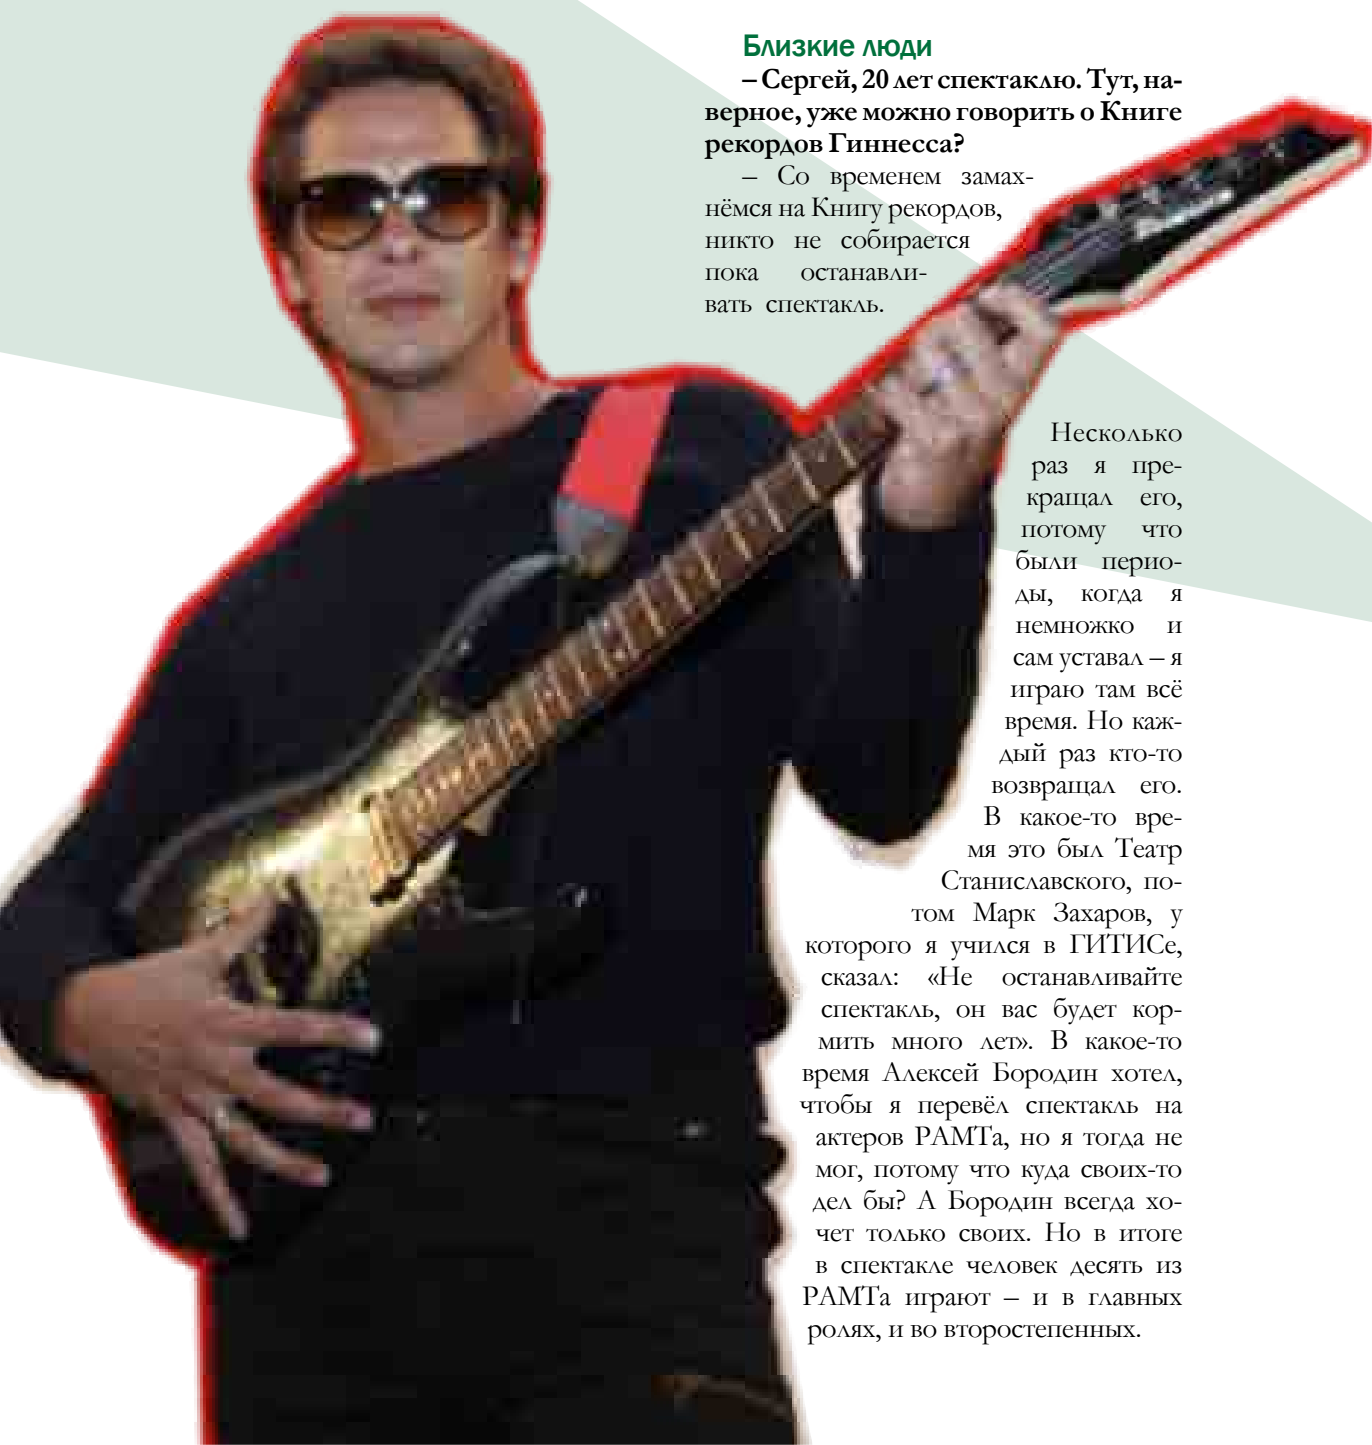 Близкие люди
– Сергей, 20 лет спектаклю. Тут, на-
верное, уже можно говорить о Книге
рекордов Гиннесса?
– Со временем замах-
нёмся на Книгу рекордов,
никто не собирается
пока останавли-
вать спектакль.
Несколько
раз я пре-
кращал его,
потому что
были перио-
ды, когда я
немножко и
сам уставал – я
играю там всё
время. Но каж-
дый раз кто-то
возвращал его.
В какое-то вре-
мя это был Театр
Станиславского, по-
том Марк Захаров, у
которого я учился в ГИТИСе,
сказал: «Не останавливайте
спектакль, он вас будет кор-
мить много лет». В какое-то
время Алексей Бородин хотел,
чтобы я перевёл спектакль на
актеров РАМТа, но я тогда не
мог, потому что куда своих-то
дел бы? А Бородин всегда хо-
чет только своих. Но в итоге
в спектакле человек десять из
РАМТа играют – и в главных
ролях, и во второстепенных.